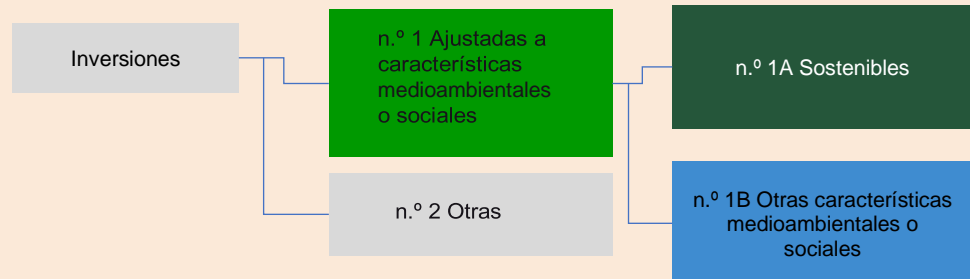 Inversiones
n.º 1 Ajustadas a
características
medioambientales
o sociales
n.º 2 Otras
n.º 1A Sostenibles
n.º 1B Otras características
medioambientales o
sociales